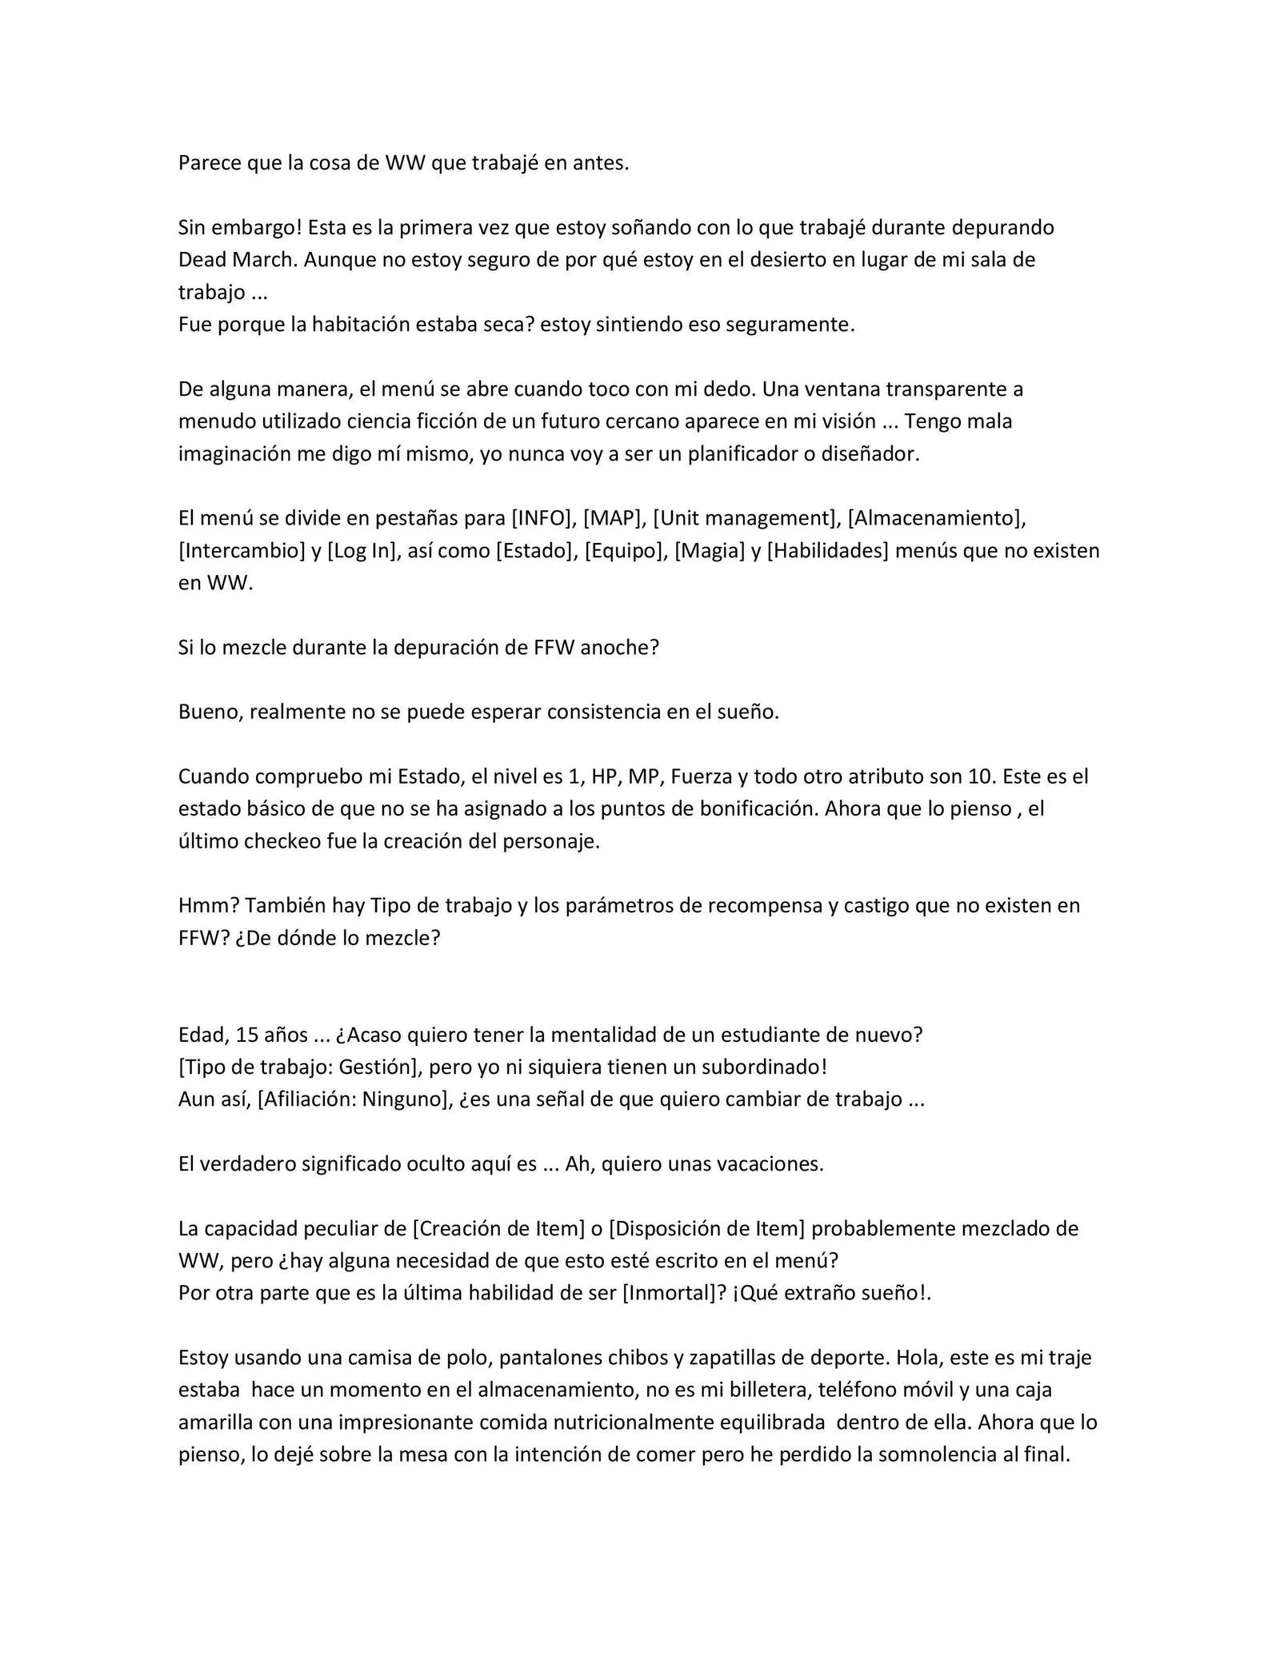 Parece que la cosa de WW que trabajé en antes.
Sin embargo! Esta es la primera vez que estoy soñando con lo que trabajé durante depurando
Dead March. Aunque no estoy seguro de por qué estoy en el desierto en lugar de mi sala de
trabajo ...
Fue porque la habitación estaba seca? estoy sintiendo eso seguramente.
De alguna manera, el menú se abre cuando toco con mi dedo. Una ventana transparente a
menudo utilizado ciencia ficción de un futuro cercano aparece en mi visión ... Tengo mala
imaginación me digo mí mismo, yo nunca voy a ser un planificador o diseñador.
El menú se divide en pestañas para [INFO], [MAP], [Unit management], [Almacenamiento],
[Intercambio] y [Log In], así como [Estado], [Equipo], [Magia] y [Habilidades] menús que no existen
en WW.
Si lo mezcle durante la depuración de FFW anoche?
Bueno, realmente no se puede esperar consistencia en el sueño.
Cuando compruebo mi Estado, el nivel es 1, HP, MP, Fuerza y todo otro atributo son 10. Este es el
estado básico de que no se ha asignado a los puntos de bonificación. Ahora que lo pienso , el
último checkeo fue la creación del personaje.
Hmm? También hay Tipo de trabajo y los parámetros de recompensa y castigo que no existen en
FFW? ¿De dónde lo mezcle?
Edad, 15 años ... ¿Acaso quiero tener la mentalidad de un estudiante de nuevo?
[Tipo de trabajo: Gestión], pero yo ni siquiera tienen un subordinado!
Aun así, [Afiliación: Ninguno], ¿es una señal de que quiero cambiar de trabajo ...
El verdadero significado oculto aquí es ... Ah, quiero unas vacaciones.
La capacidad peculiar de [Creación de Item] o [Disposición de Item] probablemente mezclado de
WW, pero ¿hay alguna necesidad de que esto esté escrito en el menú?
Por otra parte que es la última habilidad de ser [Inmortal]? ¡Qué extraño sueño!.
Estoy usando una camisa de polo, pantalones chibos y zapatillas de deporte. Hola, este es mi traje
estaba  hace un momento en el almacenamiento, no es mi billetera, teléfono móvil y una caja
amarilla con una impresionante comida nutricionalmente equilibrada  dentro de ella. Ahora que lo
pienso, lo dejé sobre la mesa con la intención de comer pero he perdido la somnolencia al final.